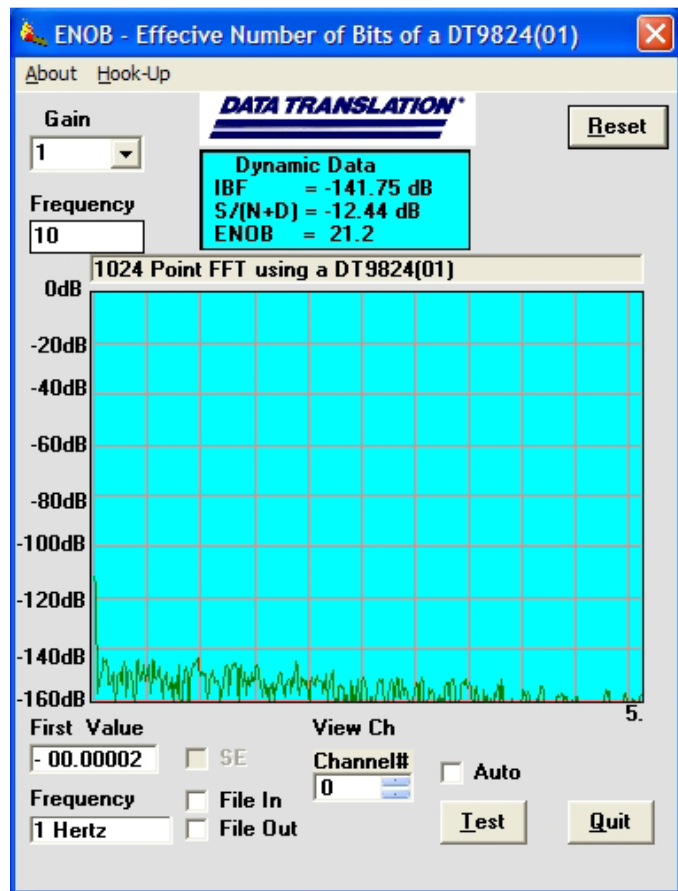 ENOB - Effecive Number of Bits of a DT9824(01)
About Hook-Up
Gain
DATA TRANSLATION
Reset
1
Dynamic Data
IBF = -141.75 dB
S/(N+D) = -12.44 dB
ENOB = 21.2
Frequency
10
1024 Point FFT using a DT9824(01)
0dB
-20dB
-40dB
-60dB
-80dB
-100dB
-120dB
-140dB
-160dB
5.
First Value
- 00.00002
SE
View Ch
Channel#
0
Auto
Frequency
1 Hertz
File In
File Out
Test
Quit